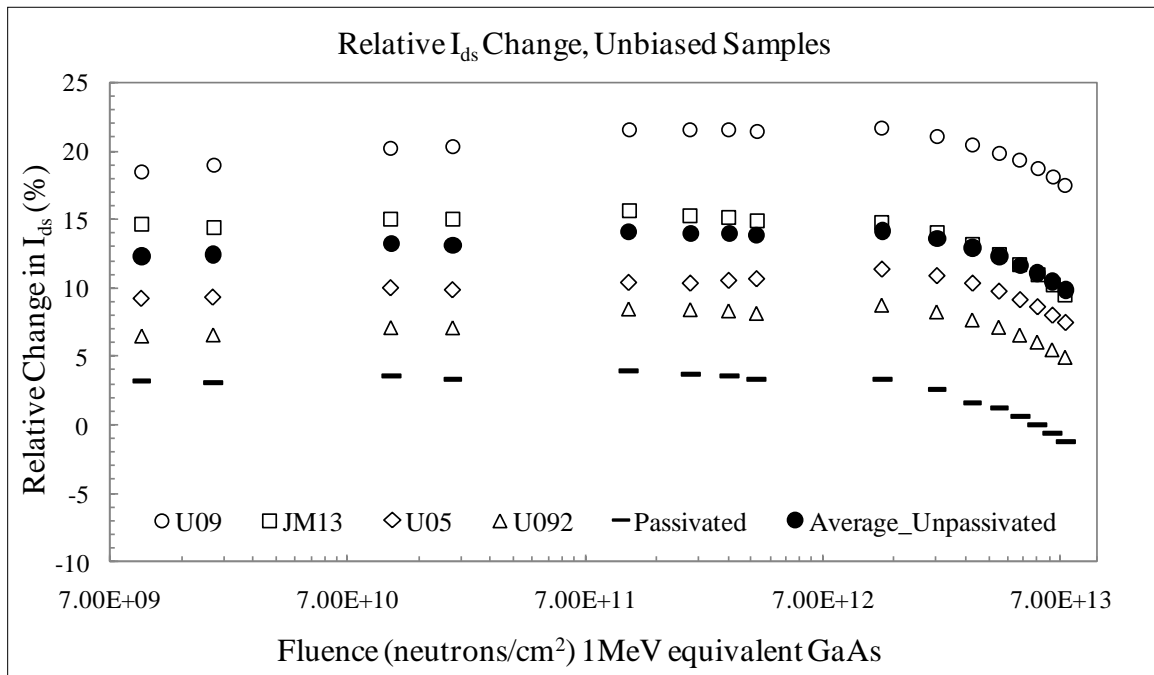 Relative Ids Change, Unbiased Samples
Relative Change in Ids (%)
25
20
15
10
5
0
-5
-10
U09 JM13 U05 U092 Passivated Average_Unpassivated
7.00E+09 7.00E+10 7.00E+11 7.00E+12 7.00E+13
Fluence (neutrons/cm²) 1MeV equivalent GaAs